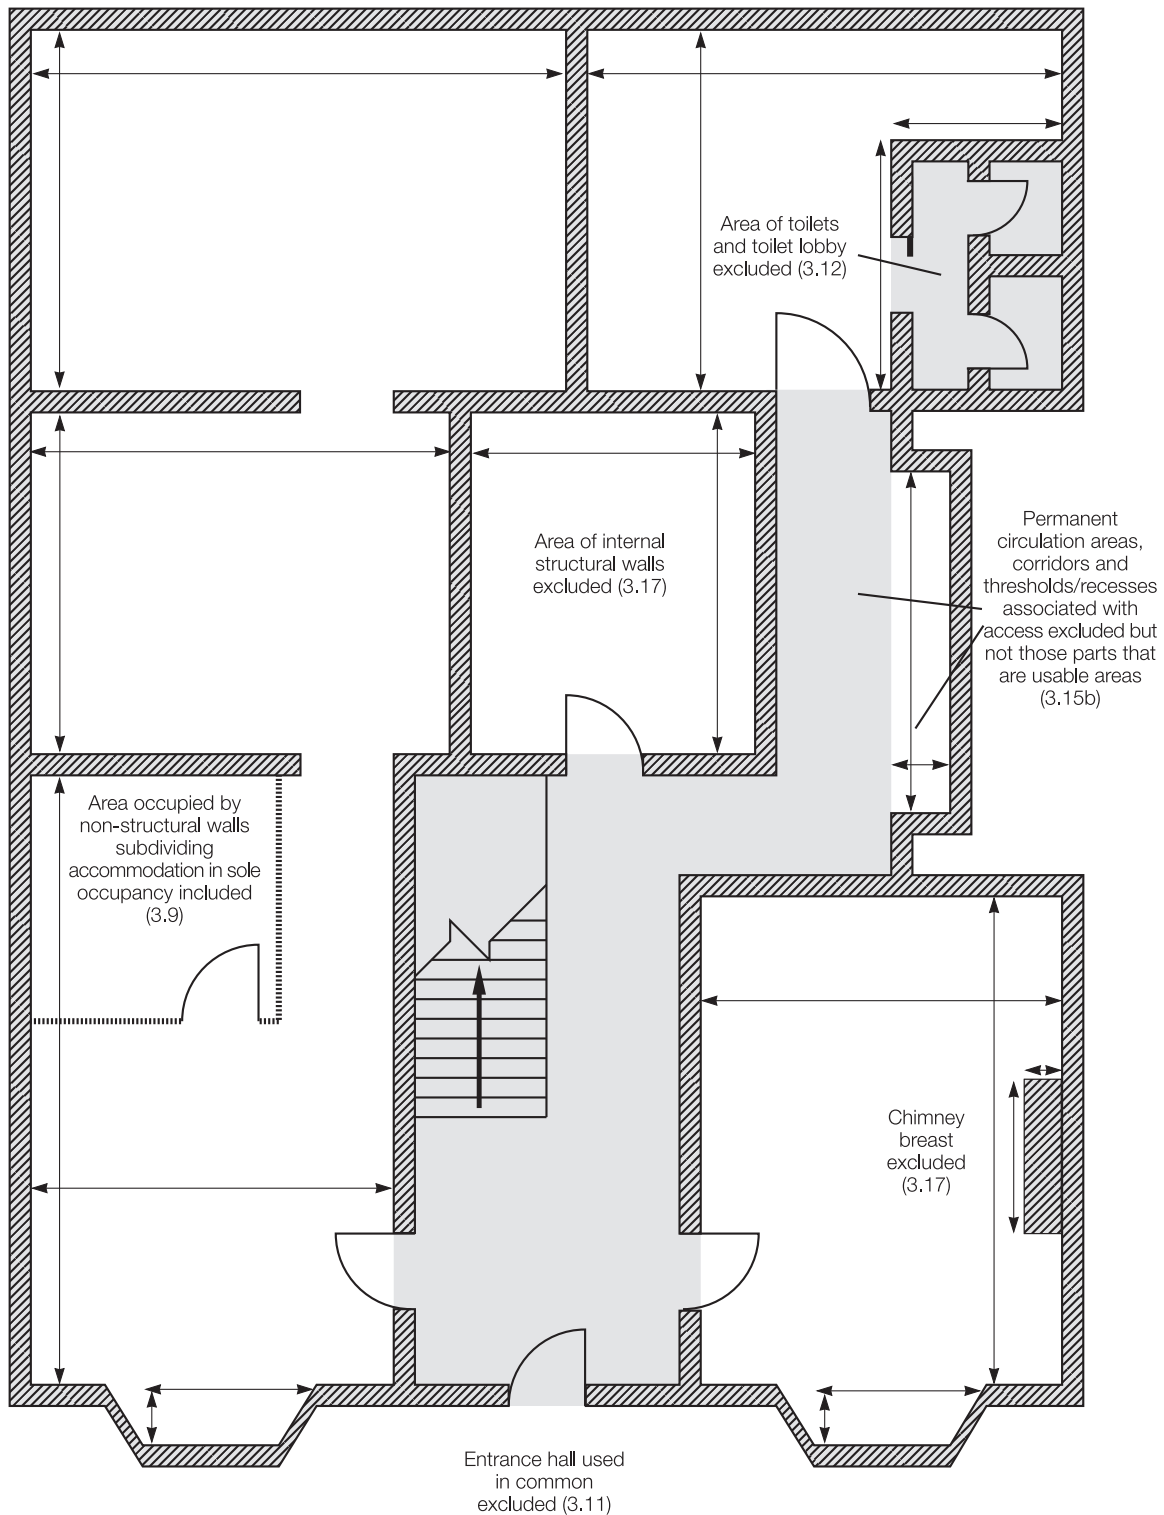 Area of toilets
and toilet lobby
excluded (3.12)
Area of internal
structural walls
excluded (3.17)
Permanent
circulation areas,
corridors and
thresholds/recesses
associated with
access excluded but
not those parts that
are usable areas
(3.15b)
Area occupied by
non-structural walls
subdividing
accommodation in sole
occupancy included
(3.9)
Chimney
breast
excluded
(3.17)
Entrance hall used
in common
excluded (3.11)